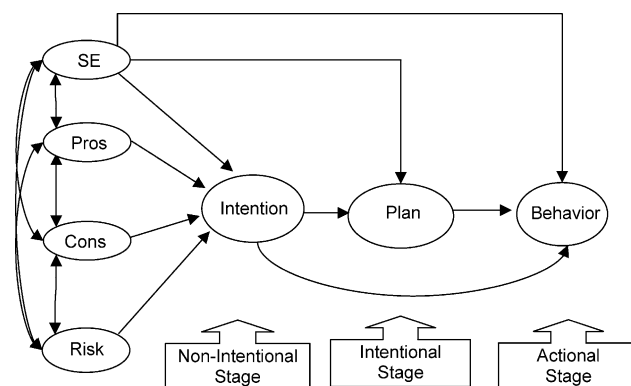 SE
Pros
Cons
Risk
Intention
Plan
Behavior
Non-Intentional
Stage
Intentional
Stage
Actional
Stage